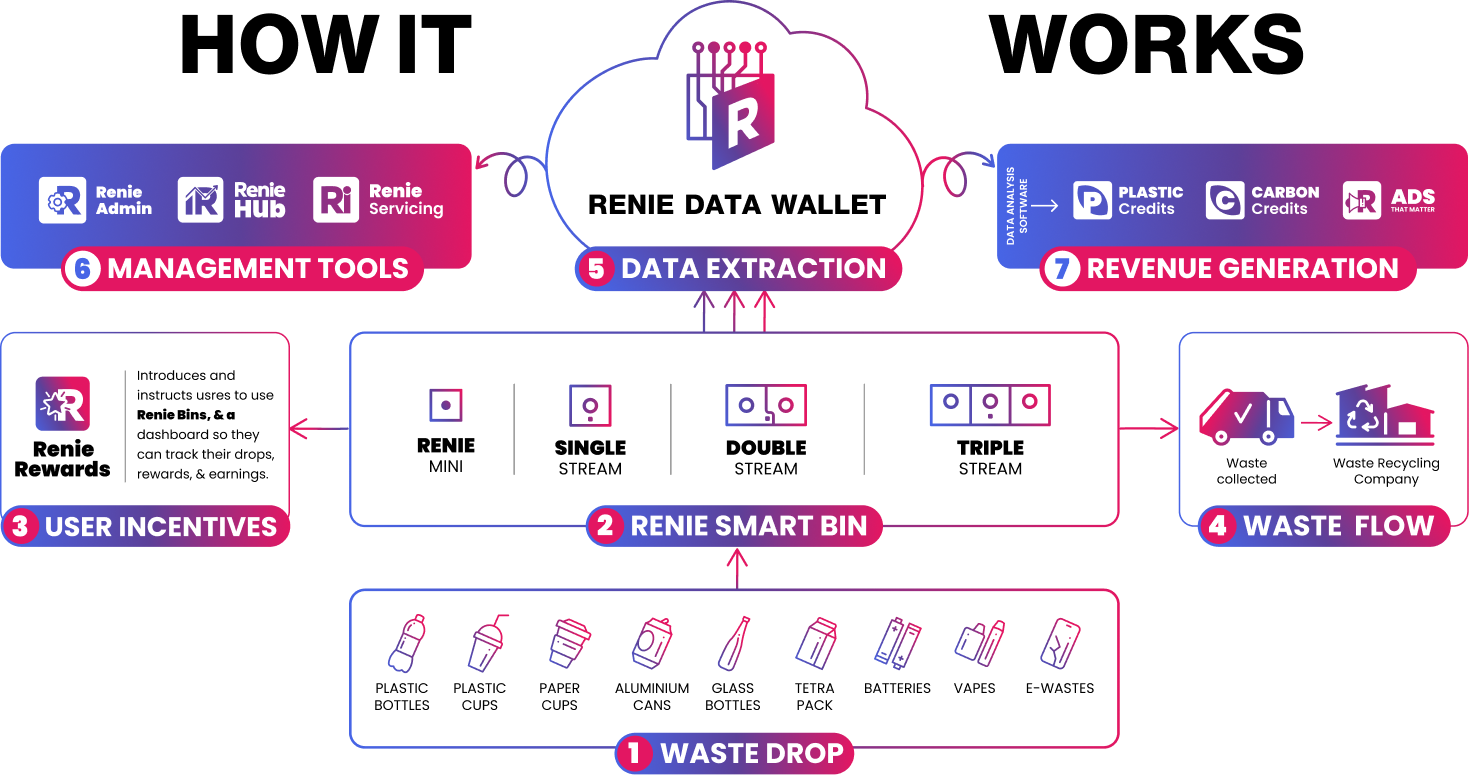 HOW IT WORKS
RENIE DATA WALLET
5 DATA EXTRACTION
Renie
Admin
Renie
Hub
Ri
Renie
Servicing
6 MANAGEMENT TOOLS
DATA ANALYSIS
SOFTWARE
P
PLASTIC
Credits
C
CARBON
Credits
R
ADS
THAT MATTER
7 REVENUE GENERATION
R
Renie
Rewards
Introduces and
instructs usres to use
Renie Bins, & a
dashboard so they
can track their drops,
rewards, & earnings.
3 USER INCENTIVES
RENIE
MINI
SINGLE
STREAM
DOUBLE
STREAM
TRIPLE
STREAM
2 RENIE SMART BIN
Waste
collected
Waste Recycling
Company
4 WASTE FLOW
PLASTIC
BOTTLES
PLASTIC
CUPS
PAPER
CUPS
ALUMINIUM
CANS
GLASS
BOTTLES
TETRA
PACK
BATTERIES
VAPES
E-WASTES
1 WASTE DROP